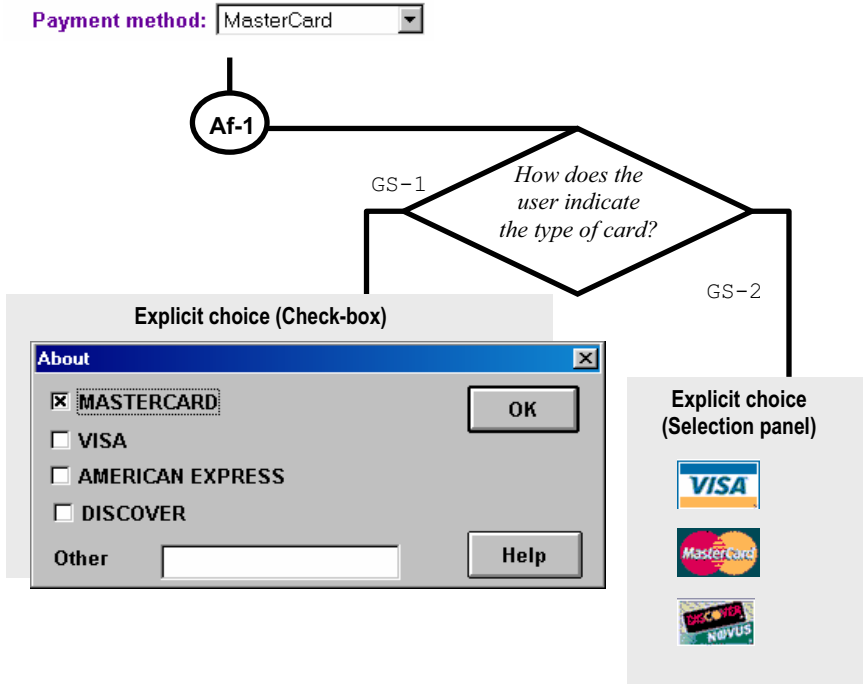 Payment method: MasterCard
Af-1
GS-1
How does the
user indicate
the type of card?
GS-2
Explicit choice (Check-box)
About
MASTERCARD
VISA
AMERICAN EXPRESS
DISCOVER
Other
OK
Help
Explicit choice
(Selection panel)
VISA
MasterCard
DISCOVER
NOVUS